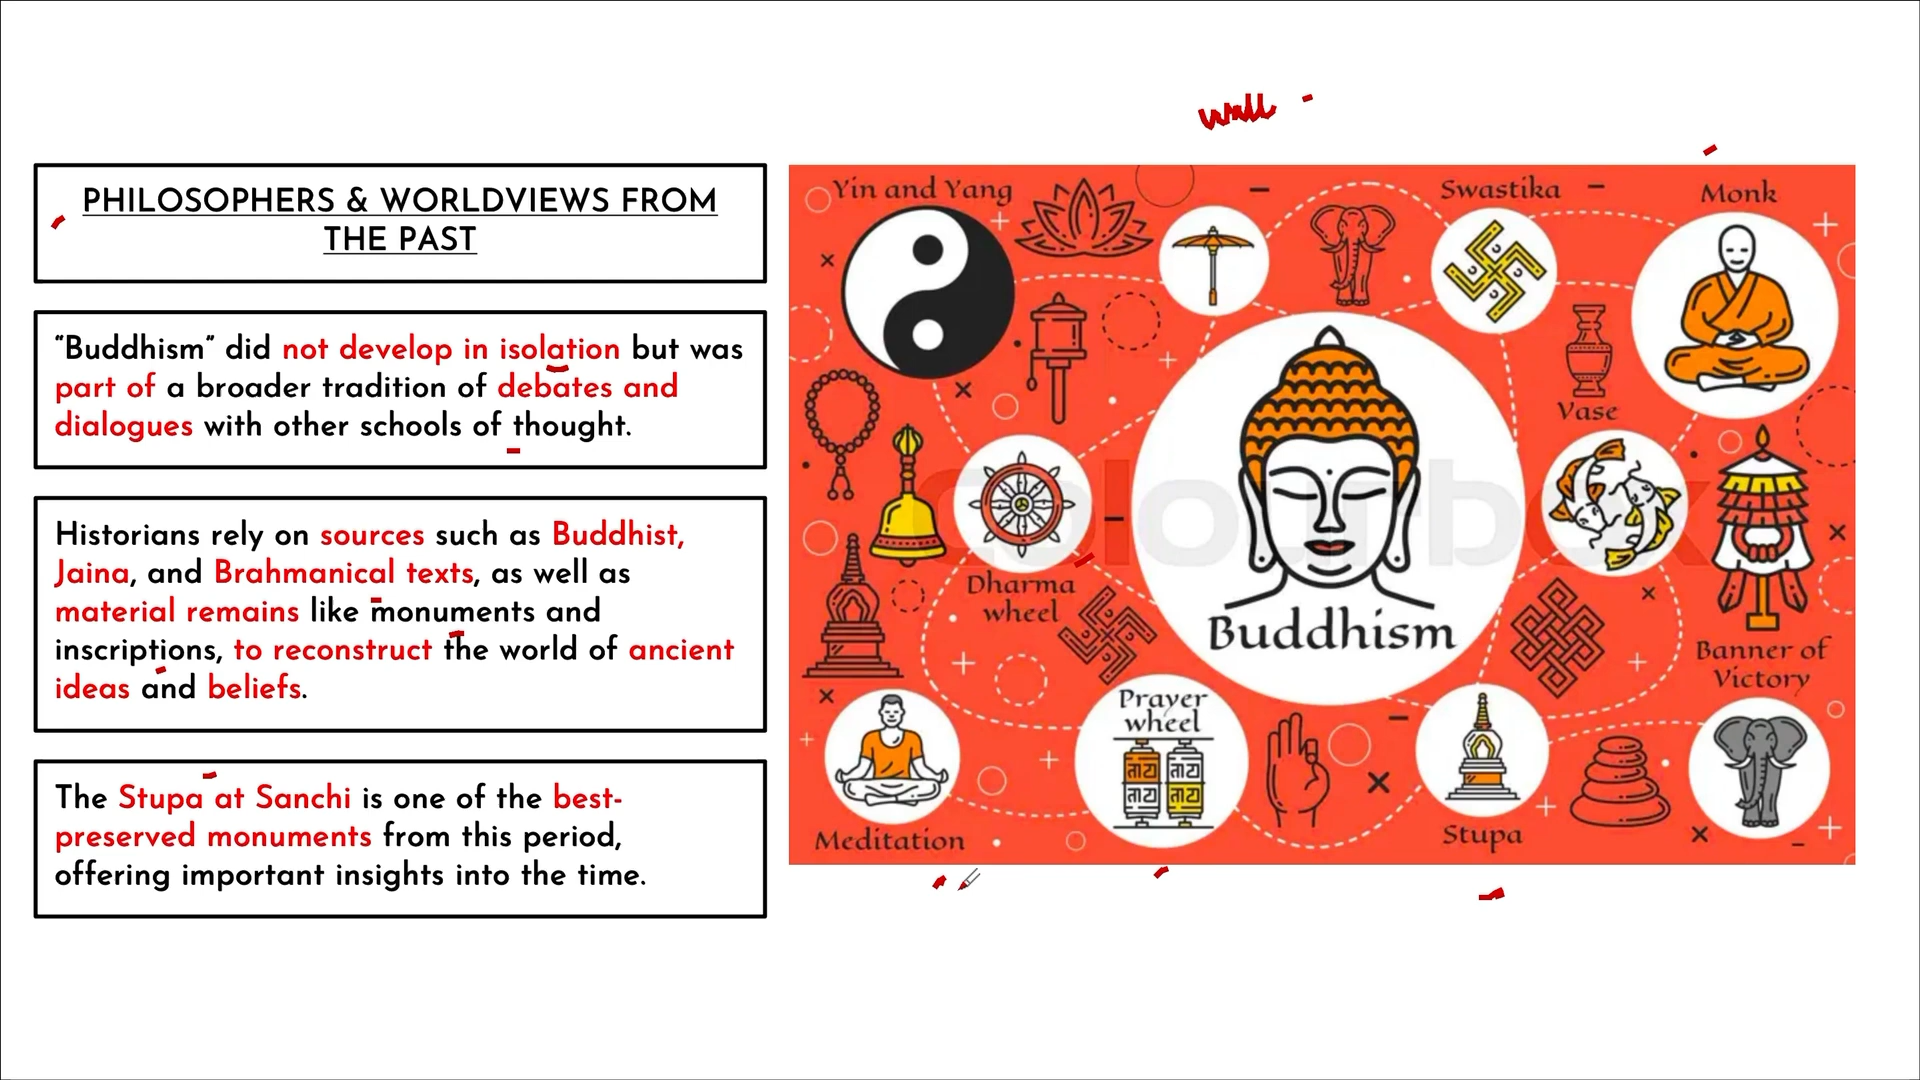 will -
PHILOSOPHERS & WORLDVIEWS FROM
THE PAST
“Buddhism” did not develop in isolation but was
part of a broader tradition of debates and
dialogues with other schools of thought.
Historians rely on sources such as Buddhist,
Jaina, and Brahmanical texts, as well as
material remains like monuments and
inscriptions, to reconstruct the world of ancient
ideas and beliefs.
The Stupa at Sanchi is one of the best-
preserved monuments from this period,
offering important insights into the time.
Yin and Yang
Swastika
Monk
Vase
colourbox
Dharma
wheel
Buddhism
Banner of
Victory
Prayer
wheel
Meditation
Stupa